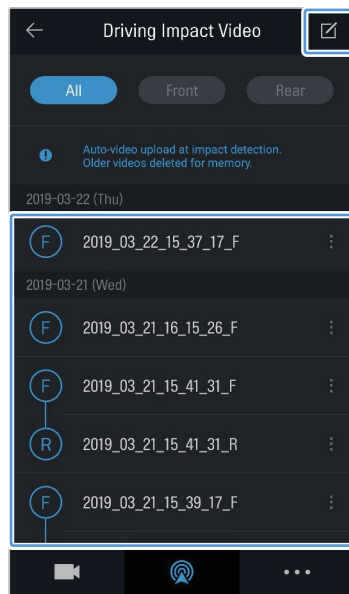 Driving Impact Video
All
Front
Rear
Auto-video upload at impact detection.
Older videos deleted for memory.
2019-03-22 (Thu)
F
2019_03_22_15_37_17_F
2019-03-21 (Wed)
F
2019_03_21_16_15_26_F
F
2019_03_21_15_41_31_F
R
2019_03_21_15_41_31_R
F
2019_03_21_15_39_17_F